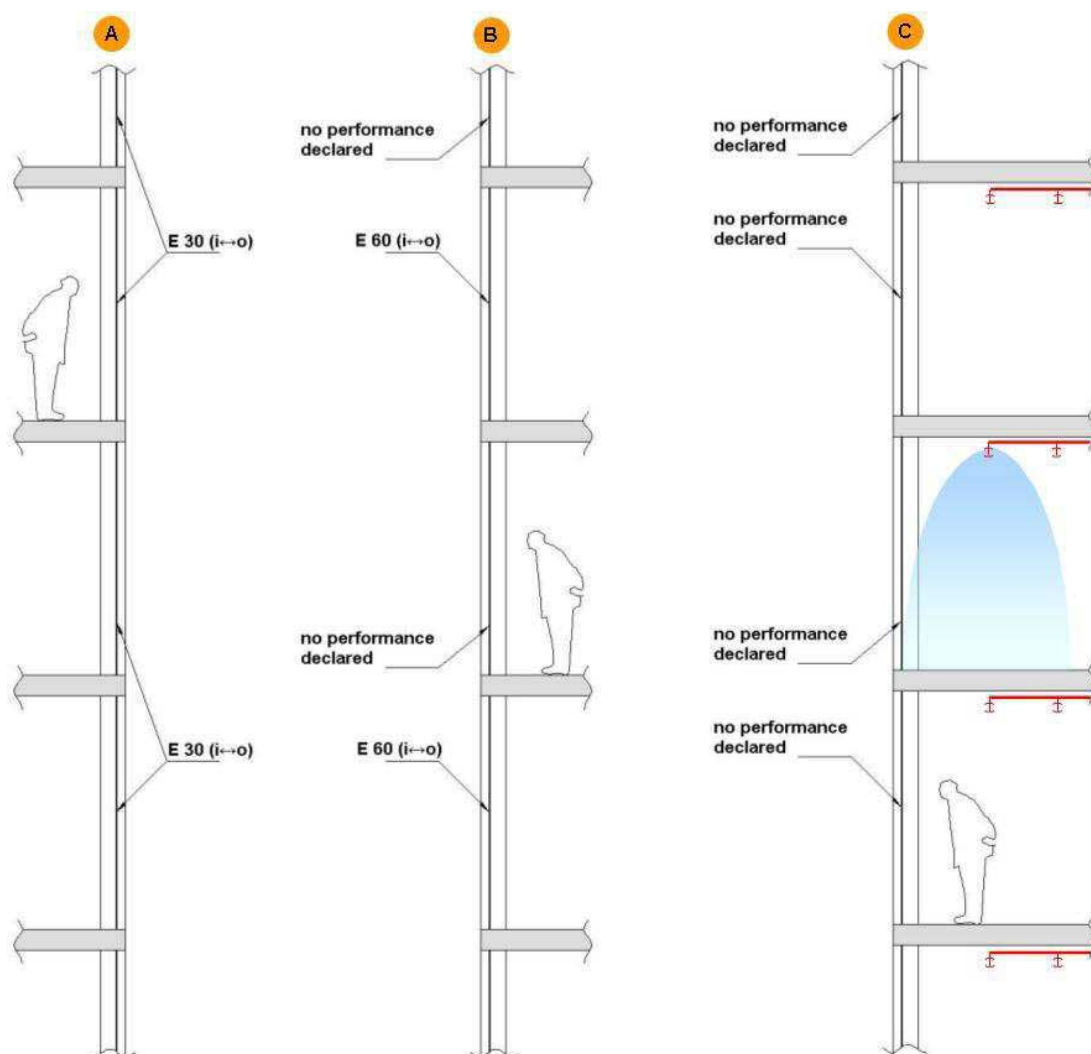 A
B
C
no performance
declared
E 30 (i↔o)
E 60 (i↔o)
no performance
declared
E 30 (i↔o)
E 60 (i↔o)
no performance
declared
no performance
declared
no performance
declared
no performance
declared